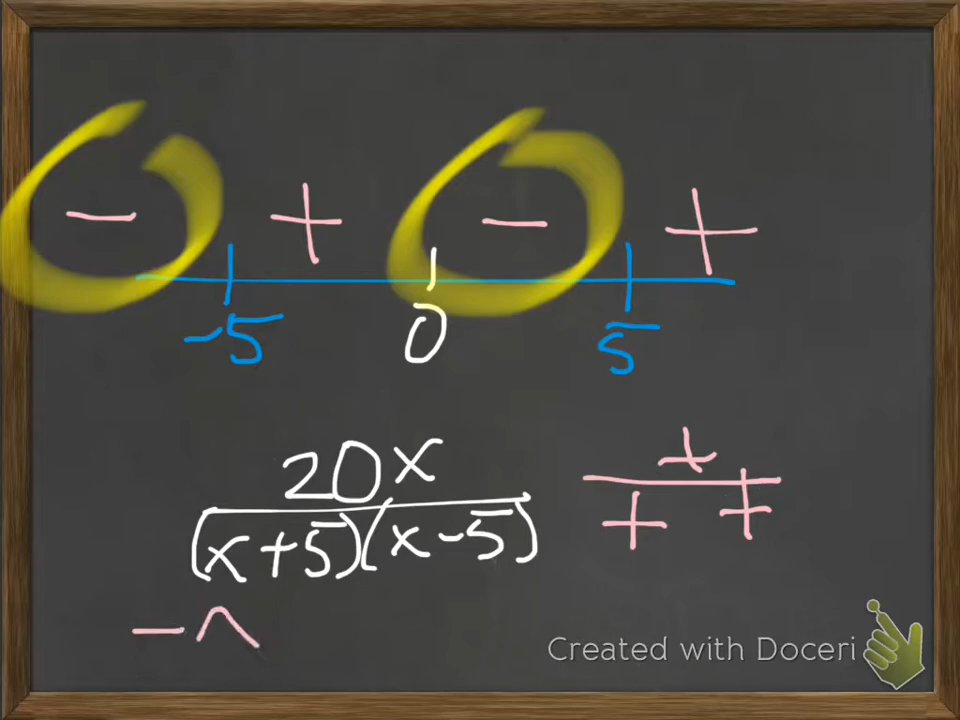 - + - +
-5 0 5
20x
(x+5)(x-5)
+
+ +
-
Created with Doceri